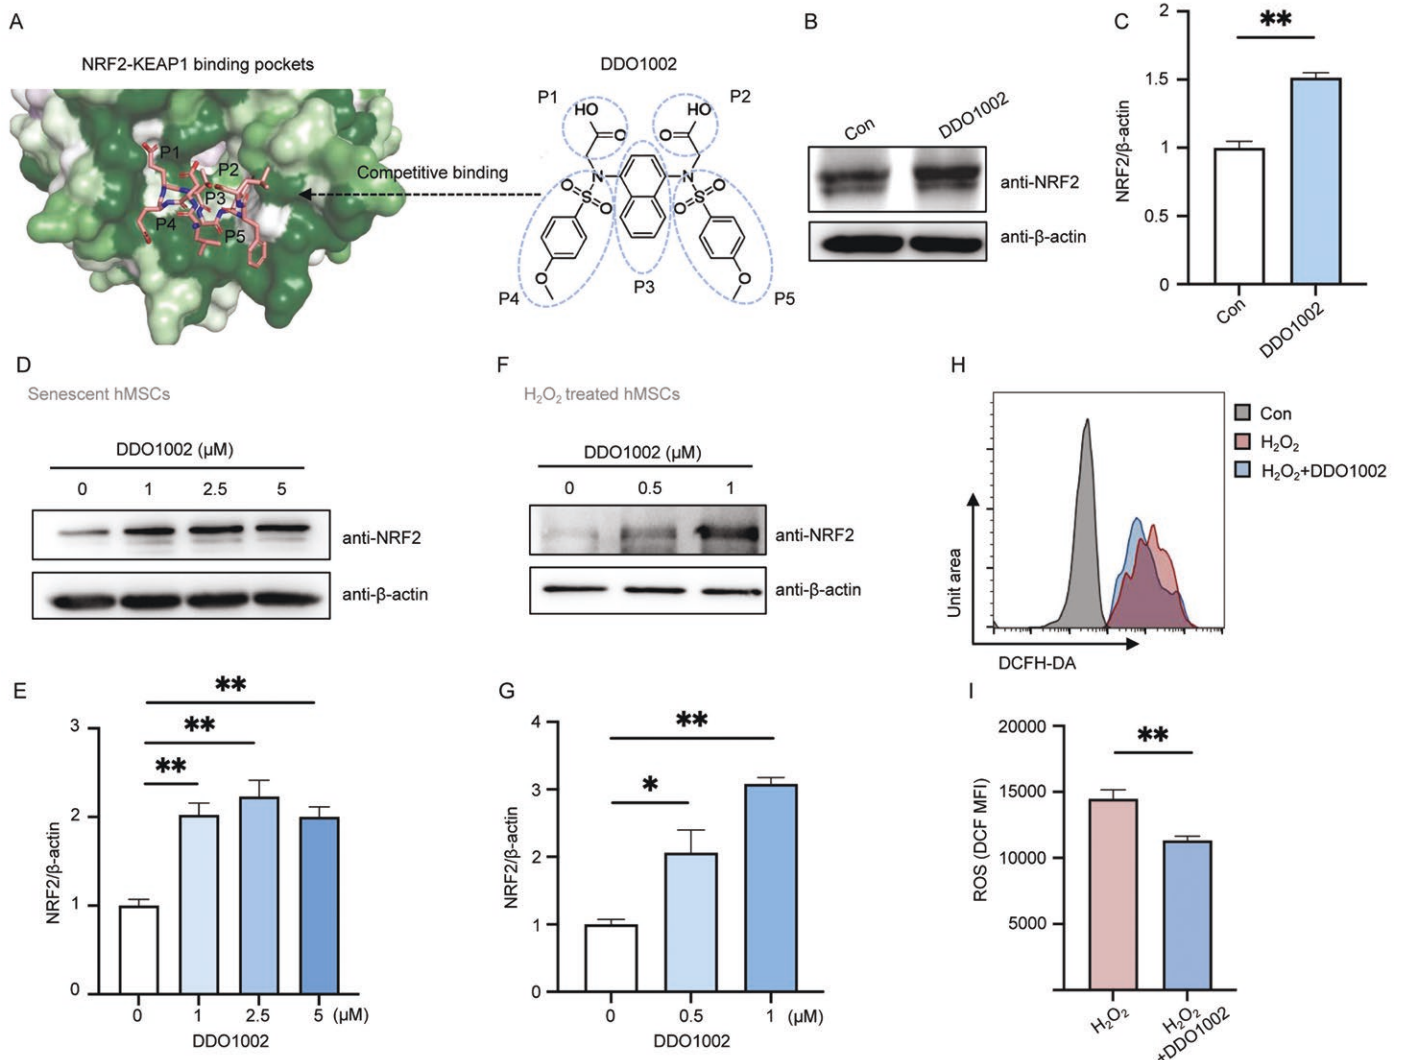 A
NRF2-KEAP1 binding pockets
P1
P2
P3
P4
P5
Competitive binding
DDO1002
P1
P2
HO
HO
O
O
N
N
O
S
O
O
S
O
O
O
P4
P3
P5
B
Con
DDO1002
anti-NRF2
anti-β-actin
C
**
2
1.5
1
0.5
0
NRF2/β-actin
Con
DDO1002
D
Senescent hMSCs
DDO1002 (μM)
0 1 2.5 5
anti-NRF2
anti-β-actin
F
H₂O₂ treated hMSCs
DDO1002 (μM)
0 0.5 1
anti-NRF2
anti-β-actin
H
Con
H₂O₂
H₂O₂+DDO1002
Unit area
DCFH-DA
E
**
**
**
3
2
1
0
NRF2/β-actin
0 1 2.5 5 (μM)
DDO1002
G
**
*
4
3
2
1
0
NRF2/β-actin
0 0.5 1 (μM)
DDO1002
I
**
20000
15000
10000
5000
ROS (DCF MFI)
H₂O₂
H₂O₂
+DDO1002